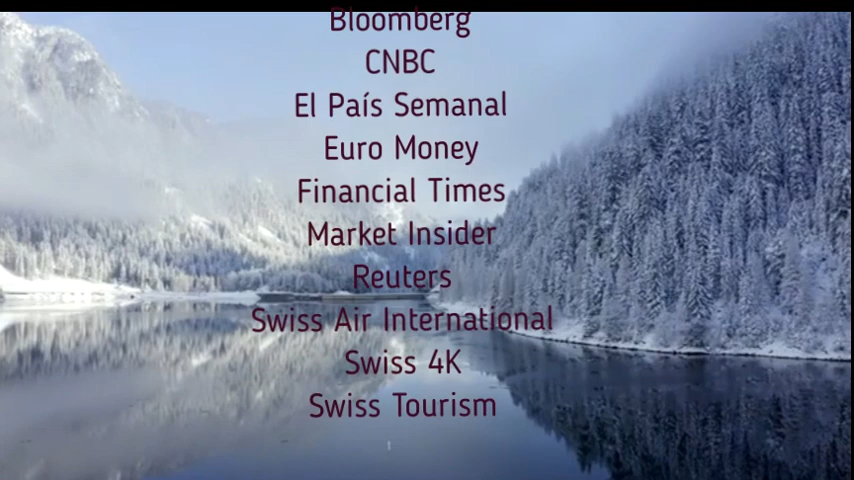 Bloomberg
CNBC
El País Semanal
Euro Money
Financial Times
Market Insider
Reuters
Swiss Air International
Swiss 4K
Swiss Tourism